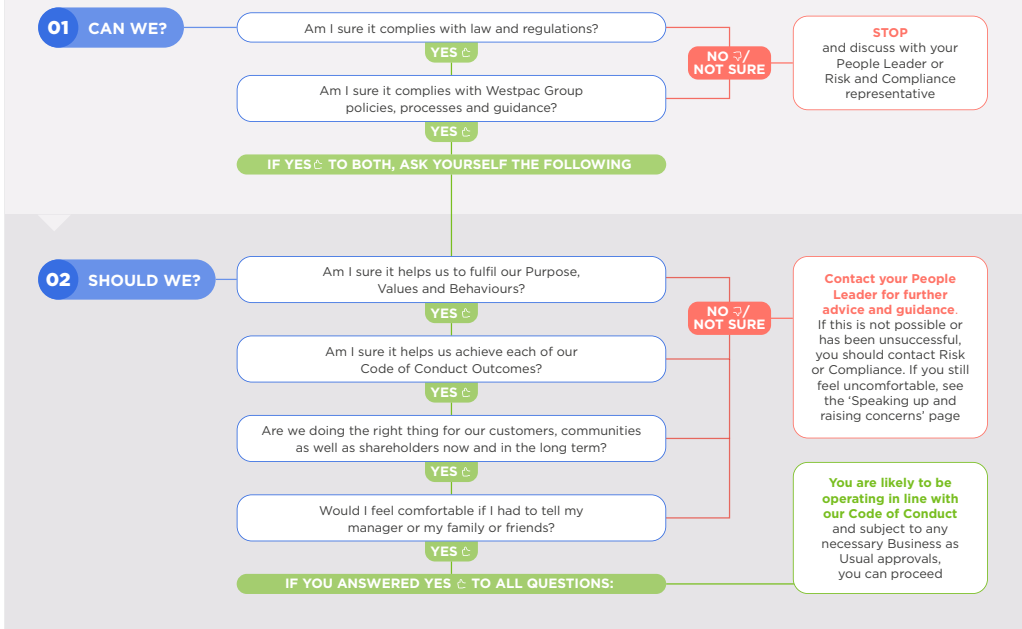 01 CAN WE?
Am I sure it complies with law and regulations?
YES
Am I sure it complies with Westpac Group
policies, processes and guidance?
YES
NO /
NOT SURE
STOP
and discuss with your
People Leader or
Risk and Compliance
representative
IF YES TO BOTH, ASK YOURSELF THE FOLLOWING
02 SHOULD WE?
Am I sure it helps us to fulfil our Purpose,
Values and Behaviours?
YES
Am I sure it helps us achieve each of our
Code of Conduct Outcomes?
YES
Are we doing the right thing for our customers, communities
as well as shareholders now and in the long term?
YES
Would I feel comfortable if I had to tell my
manager or my family or friends?
YES
NO /
NOT SURE
Contact your People
Leader for further
advice and guidance.
If this is not possible or
has been unsuccessful,
you should contact Risk
or Compliance. If you still
feel uncomfortable, see
the ‘Speaking up and
raising concerns’ page
IF YOU ANSWERED YES TO ALL QUESTIONS:
You are likely to be
operating in line with
our Code of Conduct
and subject to any
necessary Business as
Usual approvals,
you can proceed